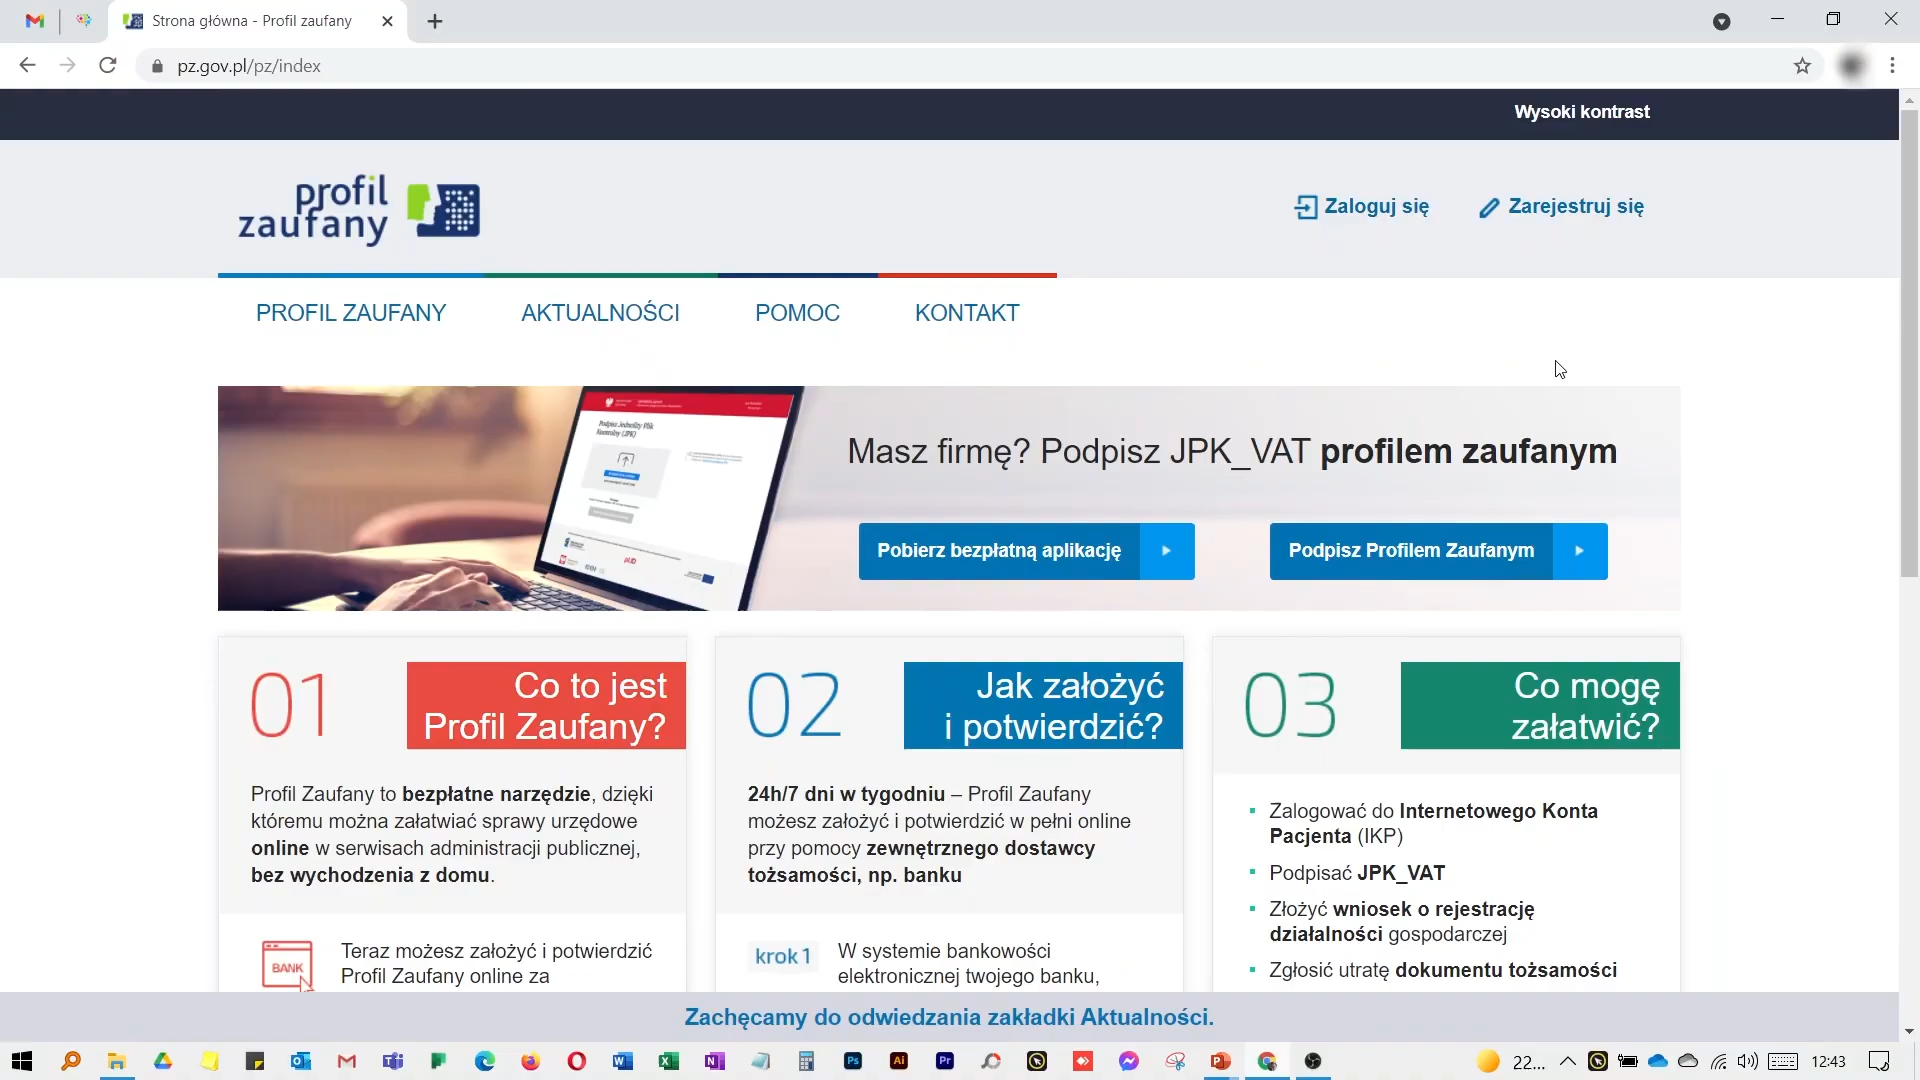 Strona główna - Profil zaufany
pz.gov.pl/pz/index
Wysoki kontrast
profil
zaufany
Zaloguj się
Zarejestruj się
PROFIL ZAUFANY
AKTUALNOŚCI
POMOC
KONTAKT
Podpisz Jednolity Plik
Kontrolny (JPK)
Masz firmę? Podpisz JPK_VAT profilem zaufanym
Pobierz bezpłatną aplikację
Podpisz Profilem Zaufanym
01
Co to jest
Profil Zaufany?
Profil Zaufany to bezpłatne narzędzie, dzięki
któremu można załatwiać sprawy urzędowe
online w serwisach administracji publicznej,
bez wychodzenia z domu.
BANK
Teraz możesz założyć i potwierdzić
Profil Zaufany online za
02
Jak założyć
i potwierdzić?
24h/7 dni w tygodniu – Profil Zaufany
możesz założyć i potwierdzić w pełni online
przy pomocy zewnętrznego dostawcy
tożsamości, np. banku
krok 1
W systemie bankowości
elektronicznej twojego banku,
03
Co mogę
załatwić?
Zalogować do Internetowego Konta
Pacjenta (IKP)
Podpisać JPK_VAT
Złożyć wniosek o rejestrację
działalności gospodarczej
Zgłosić utratę dokumentu tożsamości
Zachęcamy do odwiedzania zakładki Aktualności.
22...
12:43